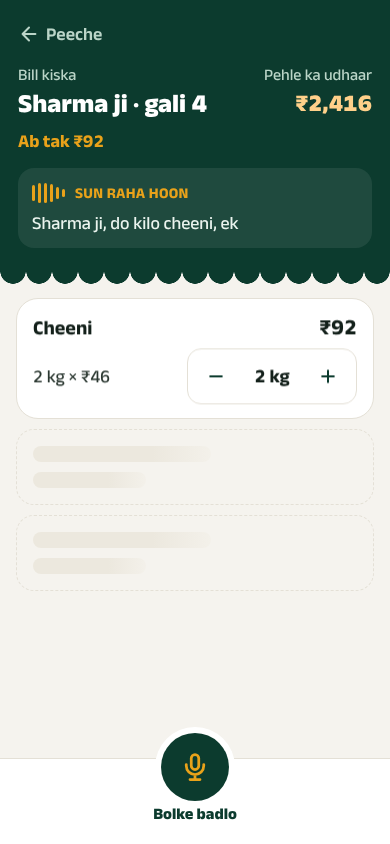 Peeche
Bill kiska
Pehle ka udhaar
Sharma ji · gali 4
₹2,416
Ab tak ₹92
SUN RAHA HOON
Sharma ji, do kilo cheeni, ek
Cheeni
₹92
2 kg × ₹46
− 2 kg +
Bolke badlo